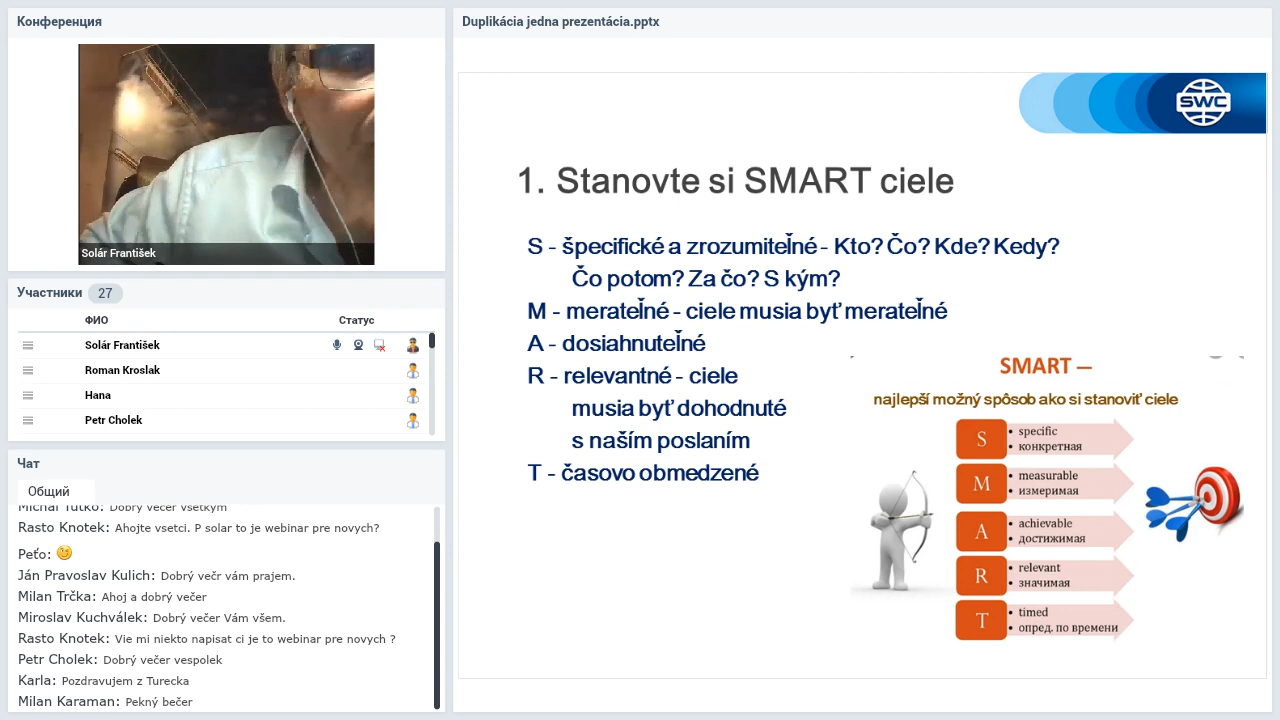 Конференция
Solár František
Участники 27
ФИО Статус
Solár František
Roman Kroslak
Hana
Petr Cholek
Чат
Общий
Michal Tutko: Dobrý večer všetkým
Rasto Knotek: Ahojte vsetci. P solar to je webinar pre novych?
Peťo:
Ján Pravoslav Kulich: Dobrý večr vám prajem.
Milan Trčka: Ahoj a dobrý večer
Miroslav Kuchválek: Dobrý večer Vám všem.
Rasto Knotek: Vie mi niekto napisat ci je to webinar pre novych ?
Petr Cholek: Dobrý večer vespolek
Karla: Pozdravujem z Turecka
Milan Karaman: Pekný bečer
Duplikácia jedna prezentácia.pptx
SWC
1. Stanovte si SMART ciele
S - špecifické a zrozumiteľné - Kto? Čo? Kde? Kedy?
Čo potom? Za čo? S kým?
M - merateľné - ciele musia byť merateľné
A - dosiahnuteľné
R - relevantné - ciele
musia byť dohodnuté
s naším poslaním
T - časovo obmedzené
SMART —
najlepší možný spôsob ako si stanoviť ciele
S
• specific
• конкретная
M
• measurable
• измеримая
A
• achievable
• достижимая
R
• relevant
• значимая
T
• timed
• опред. по времени